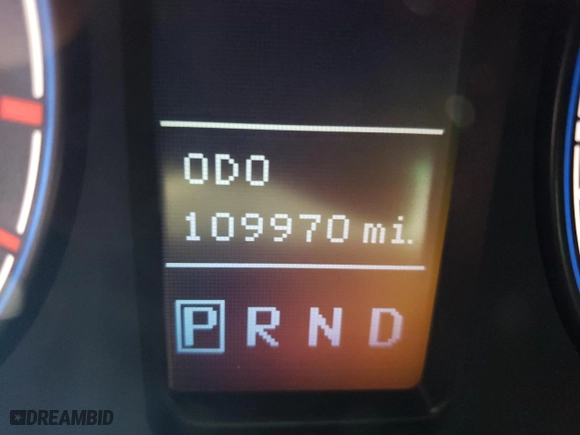 ODO
109970 mi.
P R N D
DREAMBID